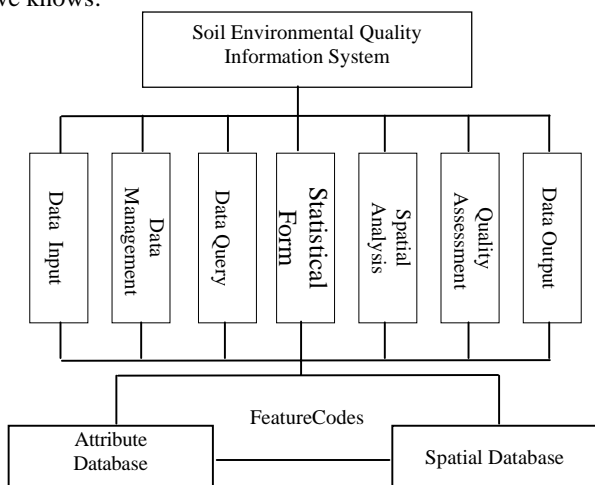 ve knows:
Soil Environmental Quality
Information System
Data Input
Data
Management
Data Query
Statistical
Form
Spatial
Analysis
Quality
Assessment
Data Output
FeatureCodes
Attribute
Database
Spatial Database